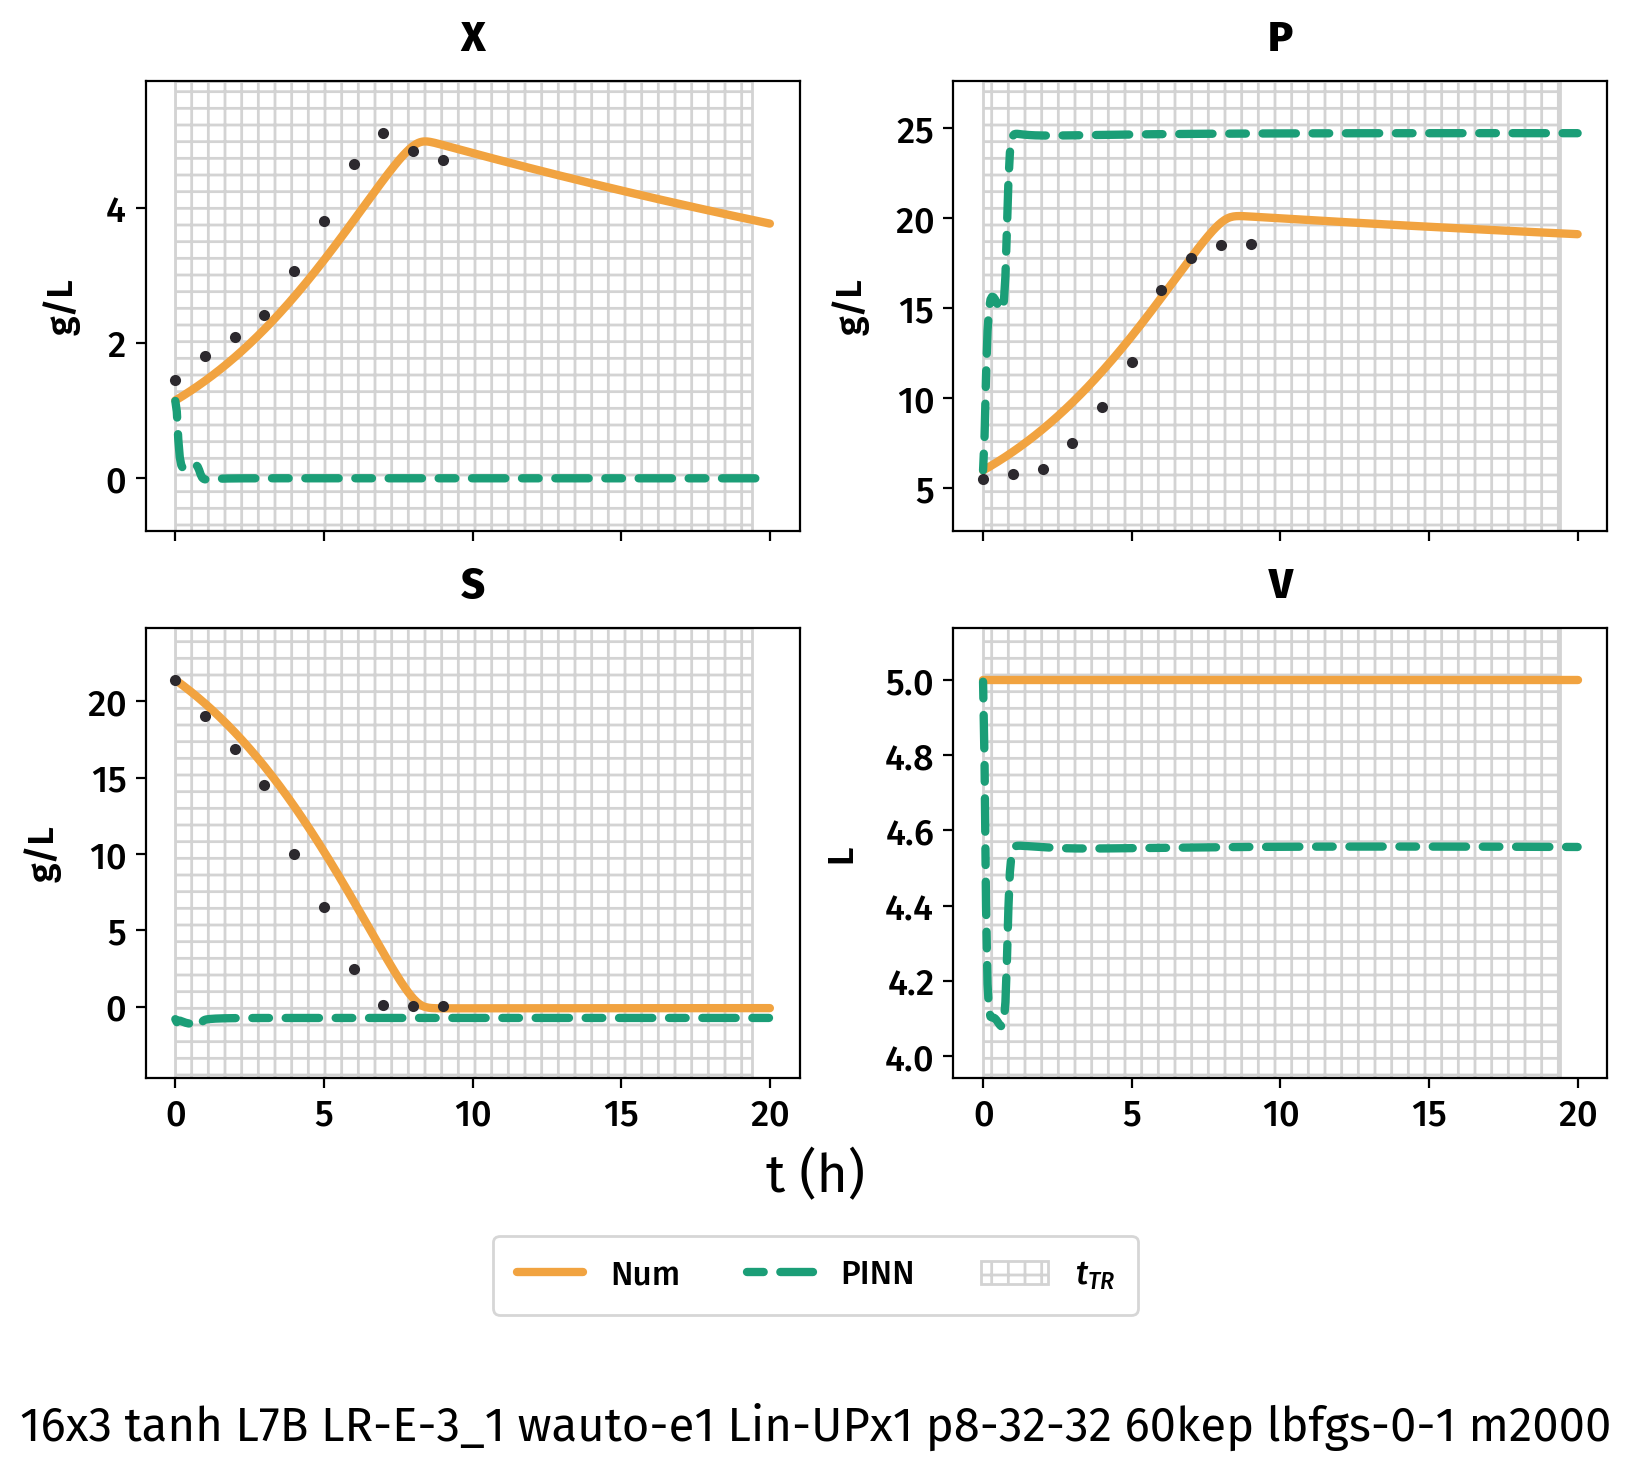 X
P
4
2
0
g/L
25
20
15
10
5
g/L
S
V
20
15
10
5
0
g/L
5.0
4.8
4.6
4.4
4.2
4.0
L
0 5 10 15 20
0 5 10 15 20
t (h)
Num PINN t_TR
16x3 tanh L7B LR-E-3_1 wauto-e1 Lin-UPx1 p8-32-32 60kep lbfgs-0-1 m2000